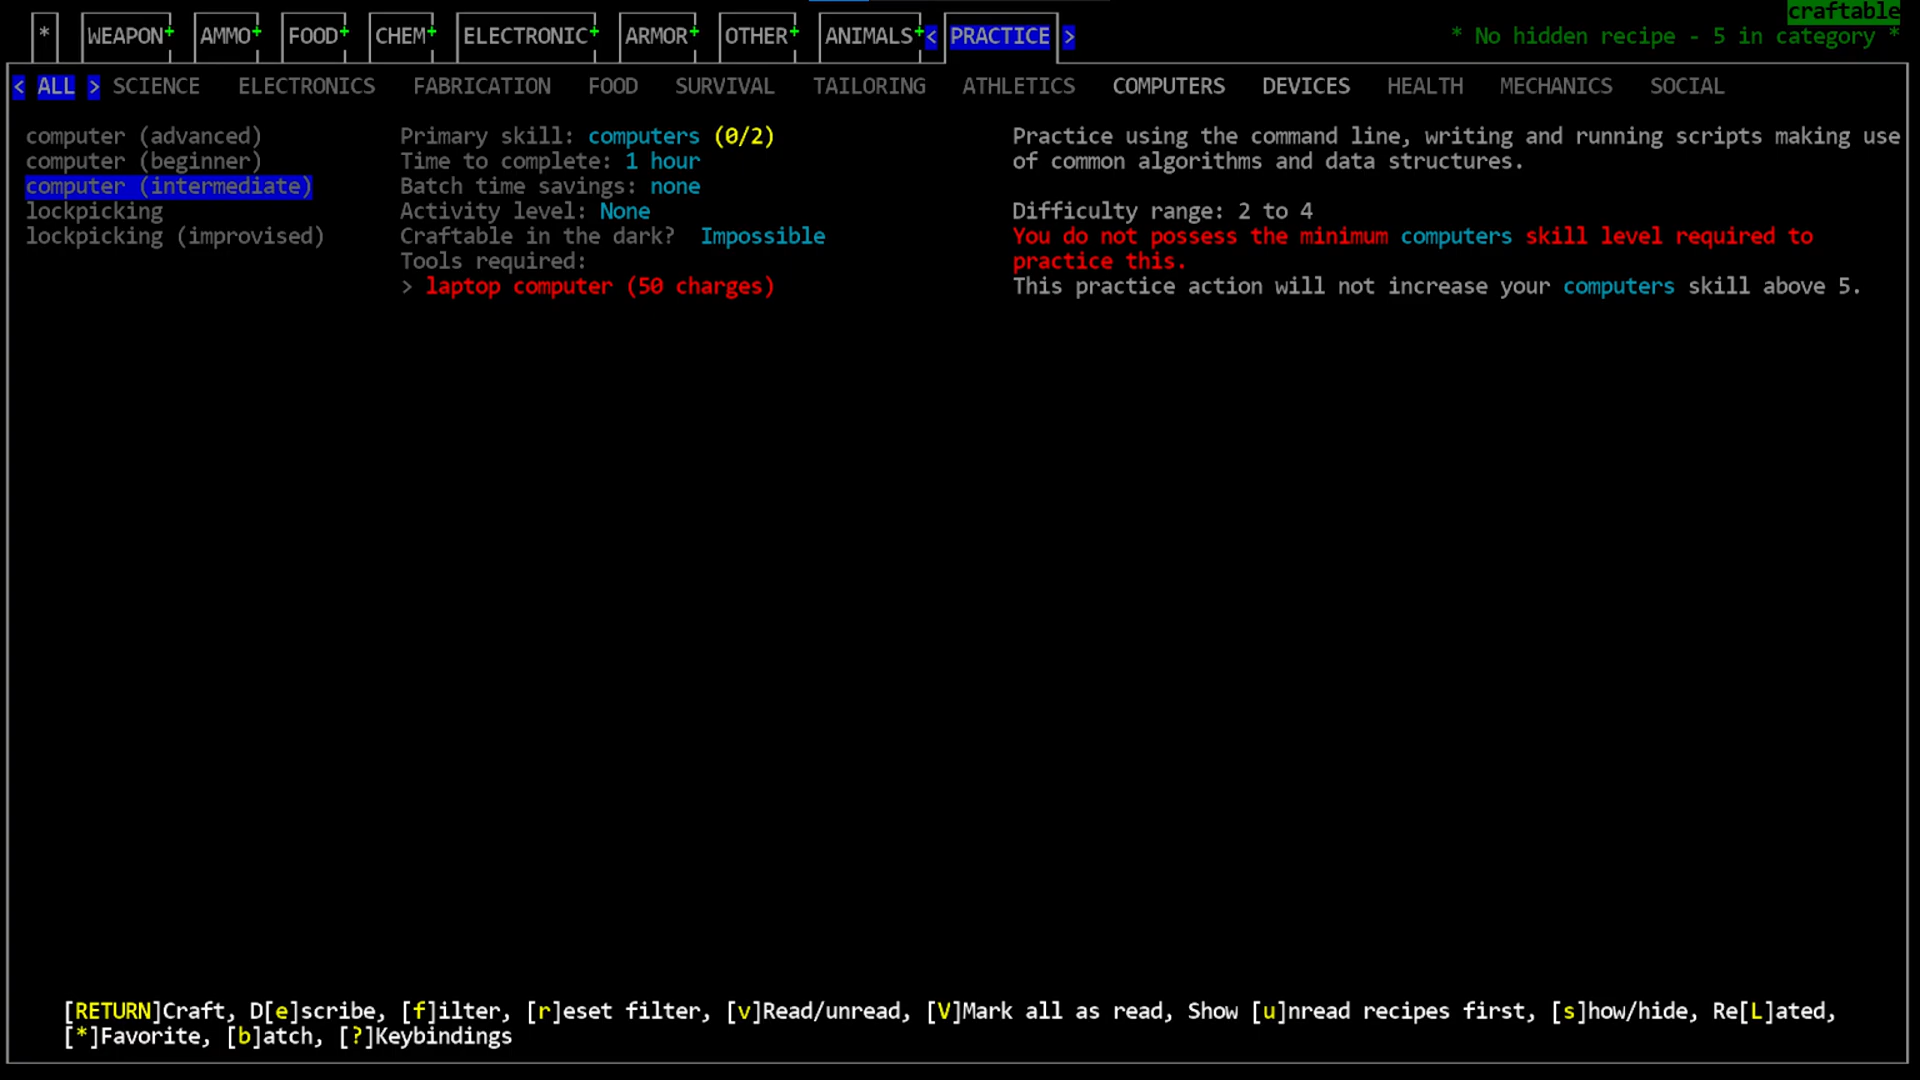 craftable
* WEAPON+ AMMO+ FOOD+ CHEM+ ELECTRONIC+ ARMOR+ OTHER+ ANIMALS+ < PRACTICE > * No hidden recipe - 5 in category *
< ALL > SCIENCE ELECTRONICS FABRICATION FOOD SURVIVAL TAILORING ATHLETICS COMPUTERS DEVICES HEALTH MECHANICS SOCIAL
computer (advanced)
computer (beginner)
computer (intermediate)
lockpicking
lockpicking (improvised)
Primary skill: computers (0/2)
Time to complete: 1 hour
Batch time savings: none
Activity level: None
Craftable in the dark? Impossible
Tools required:
> laptop computer (50 charges)
Practice using the command line, writing and running scripts making use
of common algorithms and data structures.
Difficulty range: 2 to 4
You do not possess the minimum computers skill level required to
practice this.
This practice action will not increase your computers skill above 5.
[RETURN]Craft, D[e]scribe, [f]ilter, [r]eset filter, [v]Read/unread, [V]Mark all as read, Show [u]nread recipes first, [s]how/hide, Re[L]ated,
[*]Favorite, [b]atch, [?]Keybindings